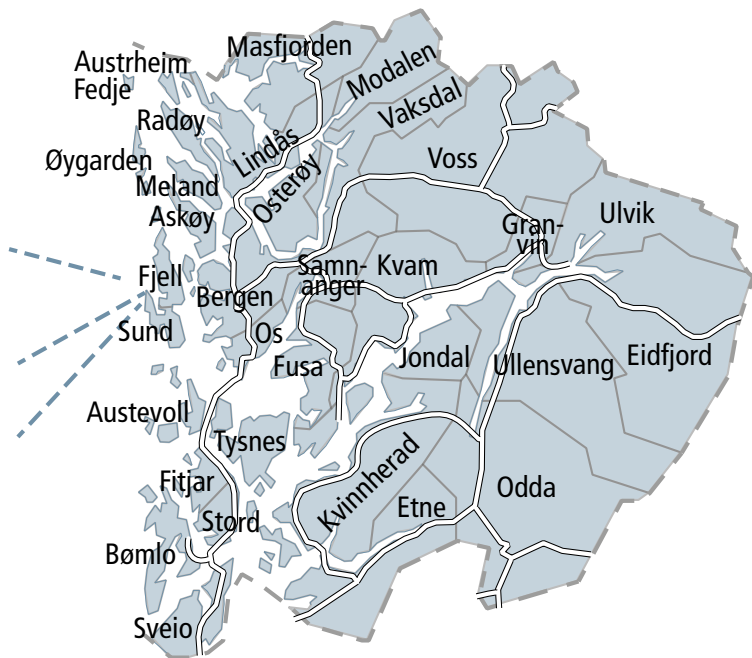 Masfjorden
Austrheim
Fedje
Modalen
Vaksdal
Radøy
Lindås
Øygarden
Voss
Meland
Osterøy
Askøy
Gran-
vin
Ulvik
Fjell
Samn-
anger
Kvam
Bergen
Sund
Os
Fusa
Jondal
Ullensvang
Eidfjord
Austevoll
Tysnes
Fitjar
Kvinnherad
Etne
Odda
Stord
Bømlo
Sveio